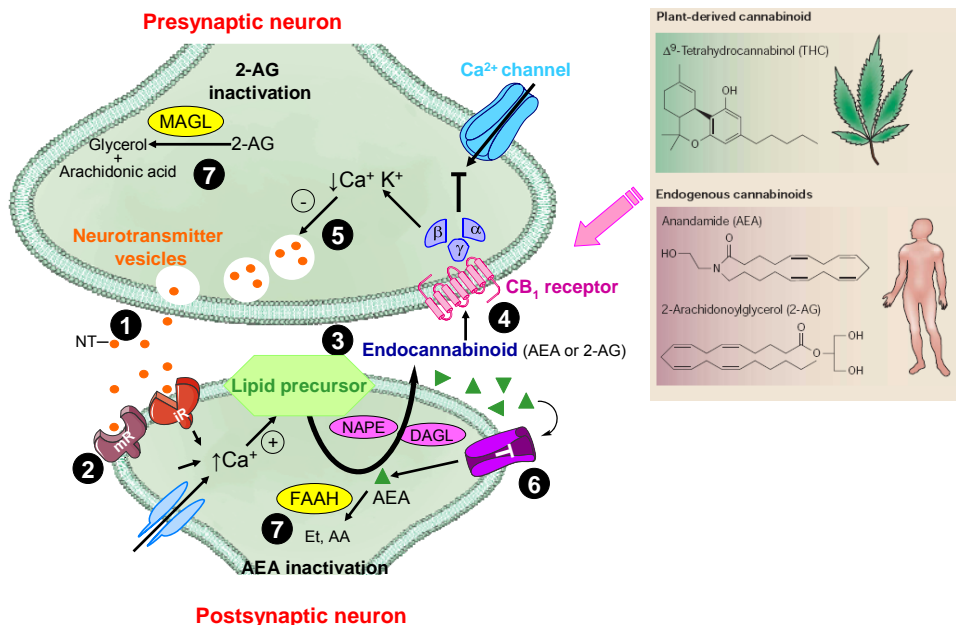 Presynaptic neuron
2-AG
inactivation
MAGL
Glycerol
+
Arachidonic acid
2-AG
7
Ca²⁺ channel
↓Ca⁺ K⁺
-
5
β
α
γ
Neurotransmitter
vesicles
CB₁ receptor
4
1
NT
3
Endocannabinoid (AEA or 2-AG)
Lipid precursor
iR
mR
2
↑Ca⁺
+
NAPE
DAGL
T
6
FAAH
AEA
7
Et, AA
AEA inactivation
Postsynaptic neuron
Plant-derived cannabinoid
Δ⁹-Tetrahydrocannabinol (THC)
OH
O
Endogenous cannabinoids
Anandamide (AEA)
O
HO
N
2-Arachidonoylglycerol (2-AG)
O
OH
O
OH